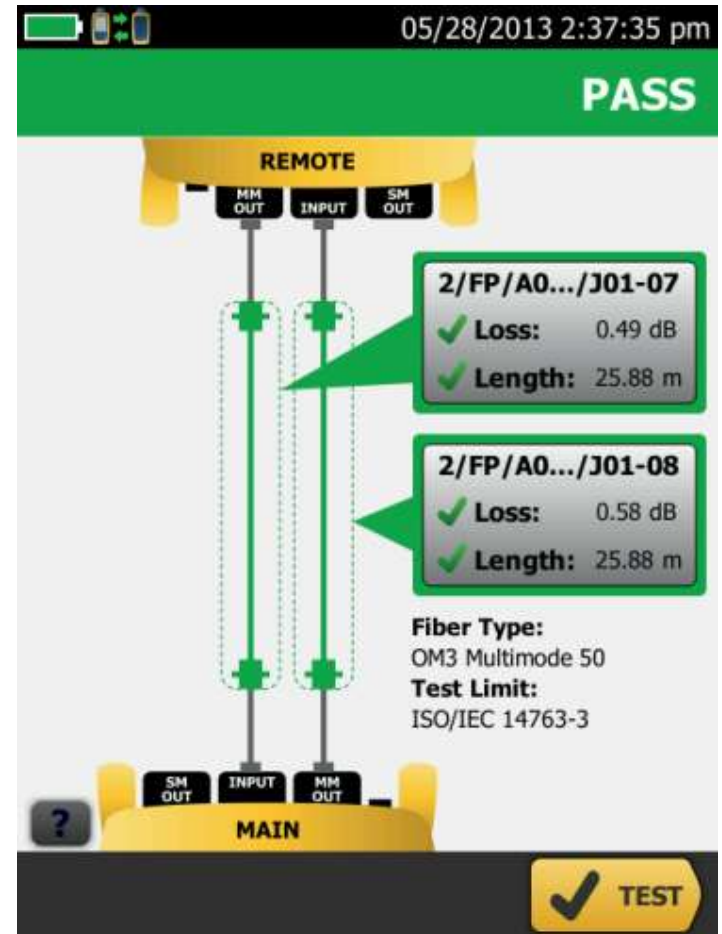 05/28/2013 2:37:35 pm
PASS
REMOTE
MM OUT
INPUT
SM OUT
2/FP/A0.../J01-07
Loss: 0.49 dB
Length: 25.88 m
2/FP/A0.../J01-08
Loss: 0.58 dB
Length: 25.88 m
Fiber Type:
OM3 Multimode 50
Test Limit:
ISO/IEC 14763-3
SM OUT
INPUT
MM OUT
?
MAIN
TEST